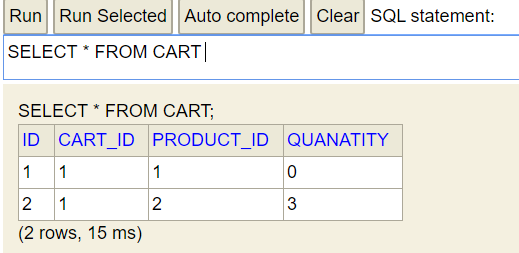 Run Run Selected Auto complete Clear SQL statement:
SELECT * FROM CART
SELECT * FROM CART;
ID CART_ID PRODUCT_ID QUANATITY
1 1 1 0
2 1 2 3
(2 rows, 15 ms)